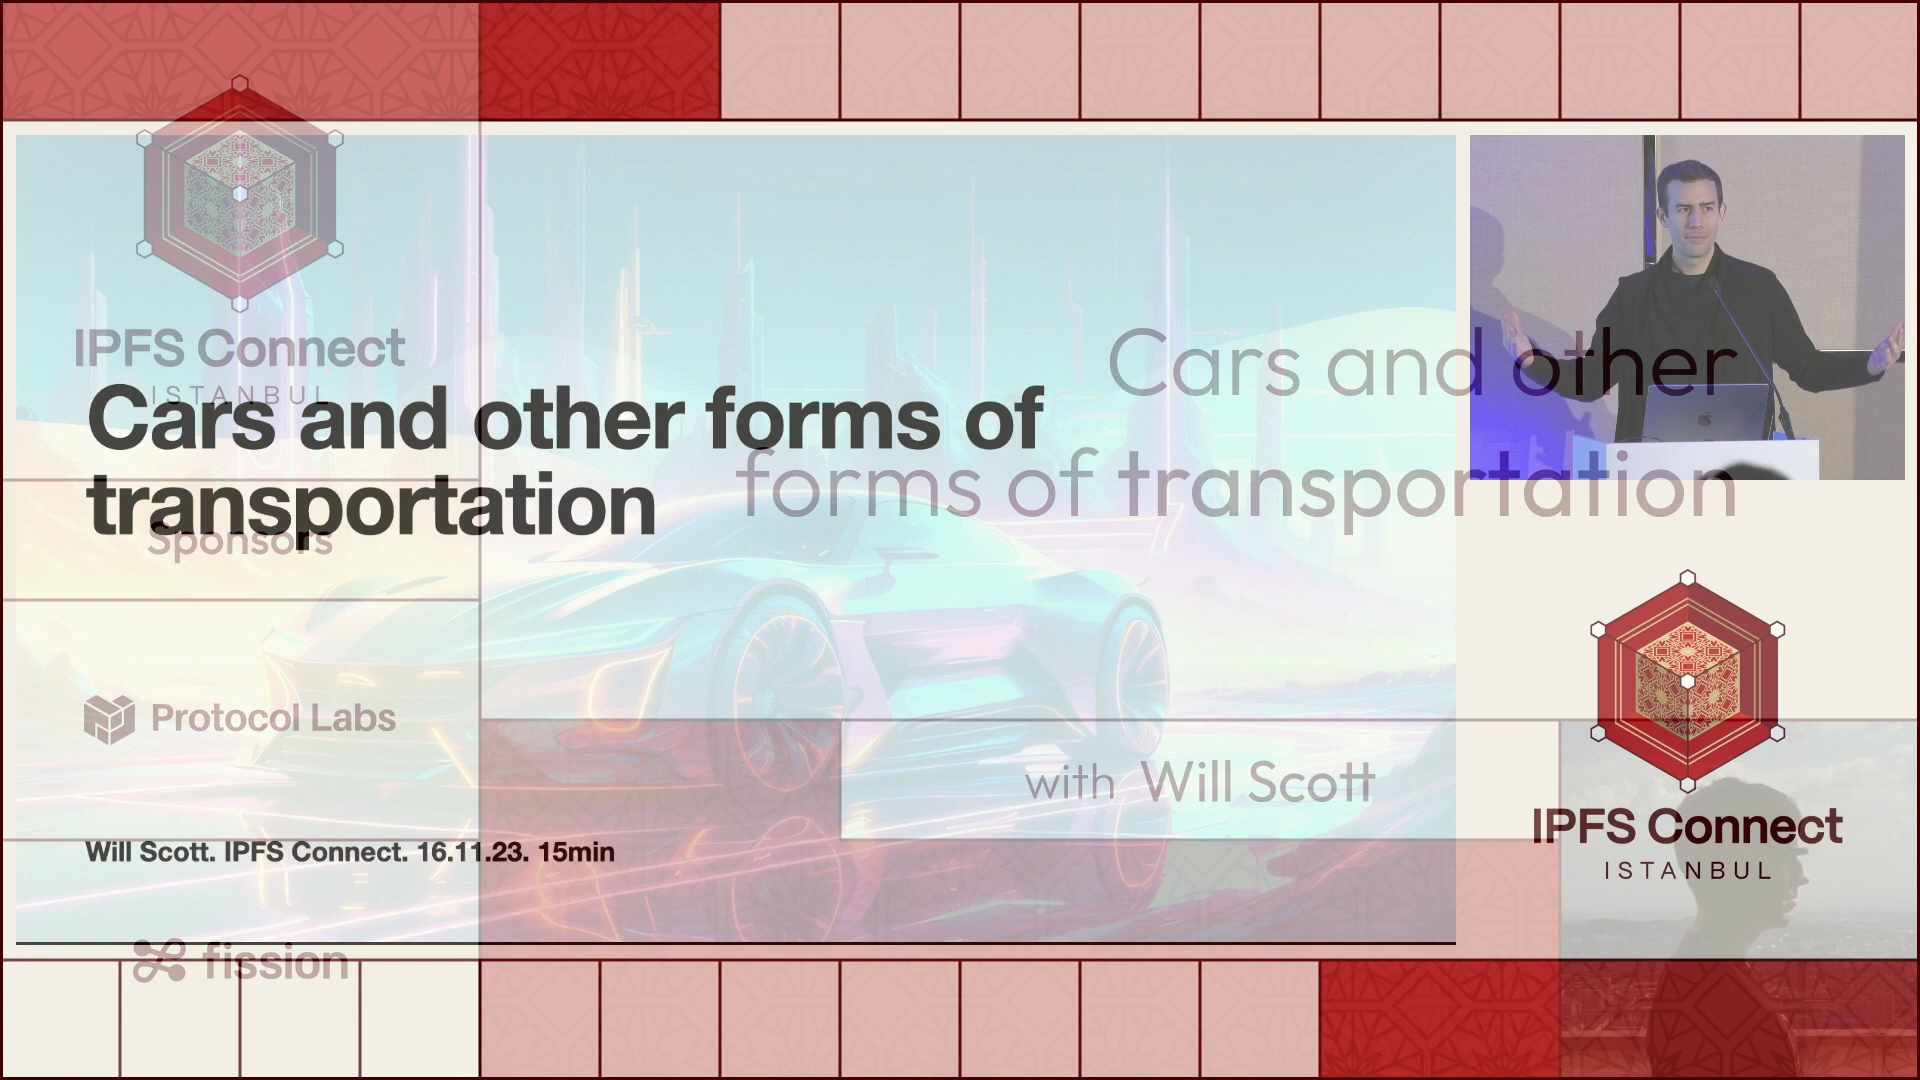 IPFS Connect
ISTANBUL
Cars and other forms of
transportation
Cars and other
forms of transportation
Sponsors
Protocol Labs
with Will Scott
Will Scott. IPFS Connect. 16.11.23. 15min
IPFS Connect
ISTANBUL
fission